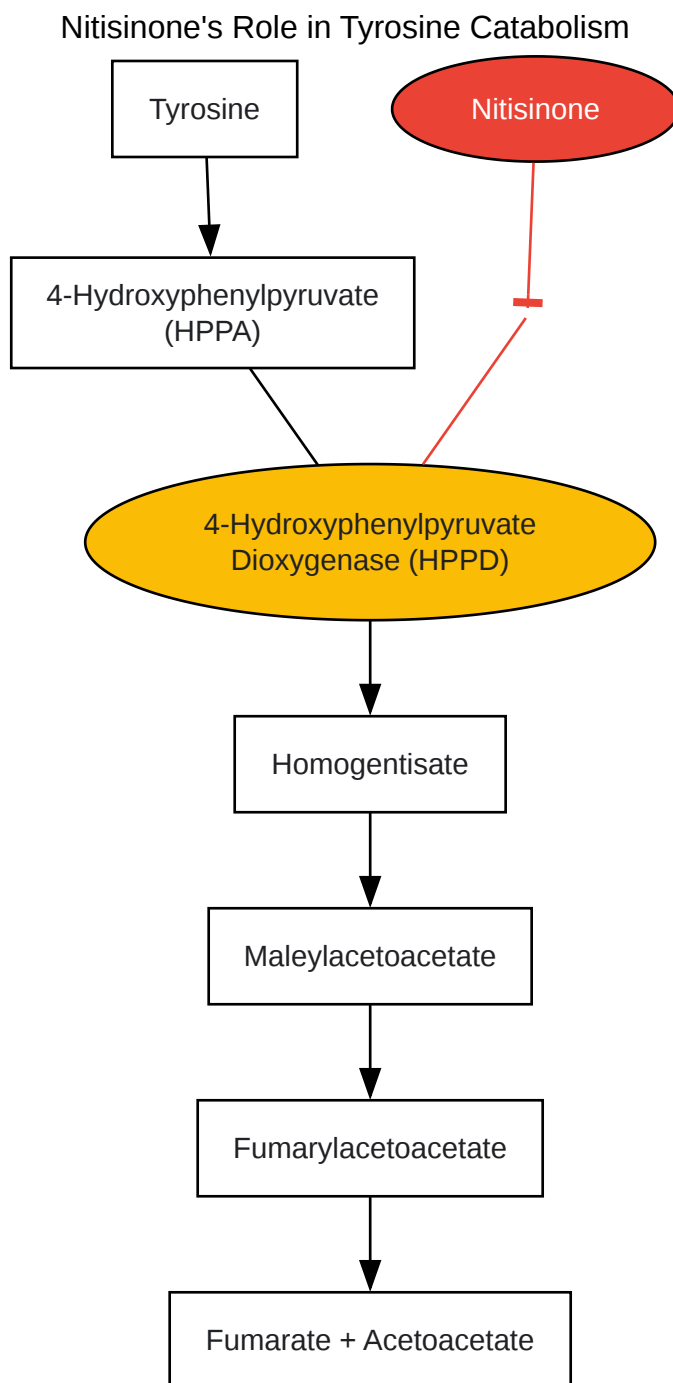 Nitisinone's Role in Tyrosine Catabolism
Tyrosine
Nitisinone
4-Hydroxyphenylpyruvate
(HPPA)
4-Hydroxyphenylpyruvate
Dioxygenase (HPPD)
Homogentisate
Maleylacetoacetate
Fumarylacetoacetate
Fumarate + Acetoacetate